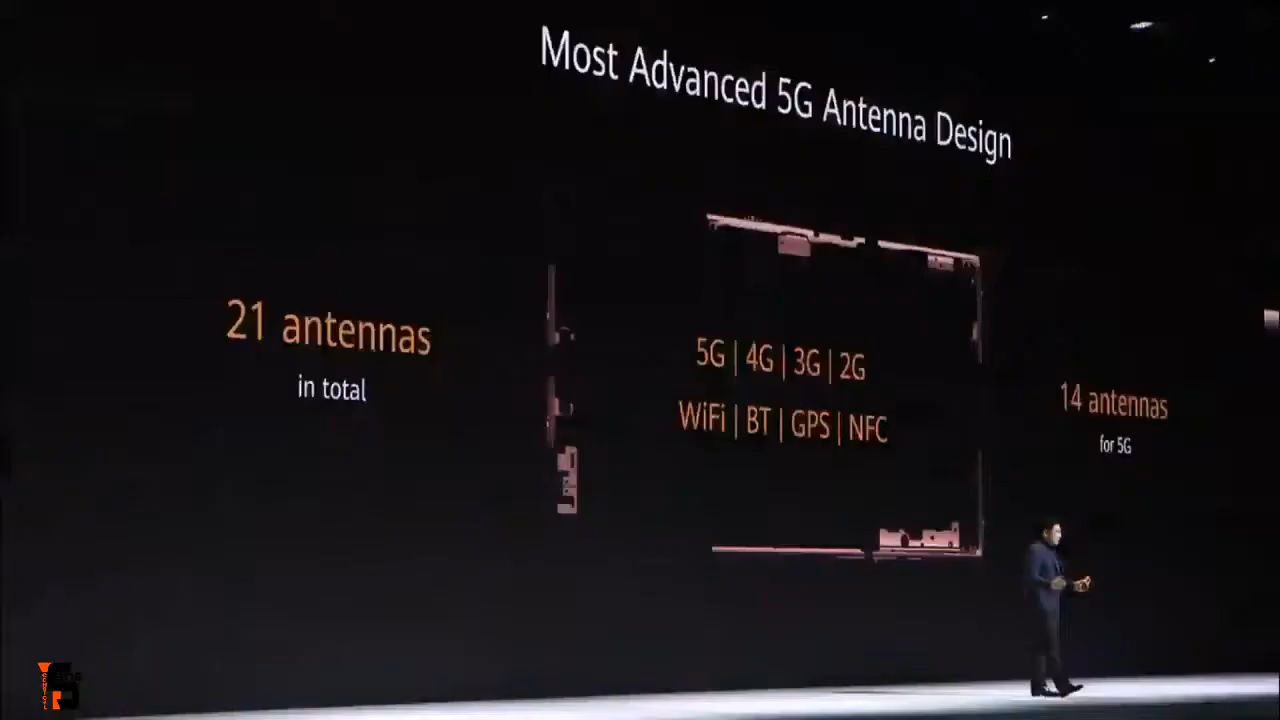 Most Advanced 5G Antenna Design
21 antennas
in total
5G | 4G | 3G | 2G
WiFi | BT | GPS | NFC
14 antennas
for 5G